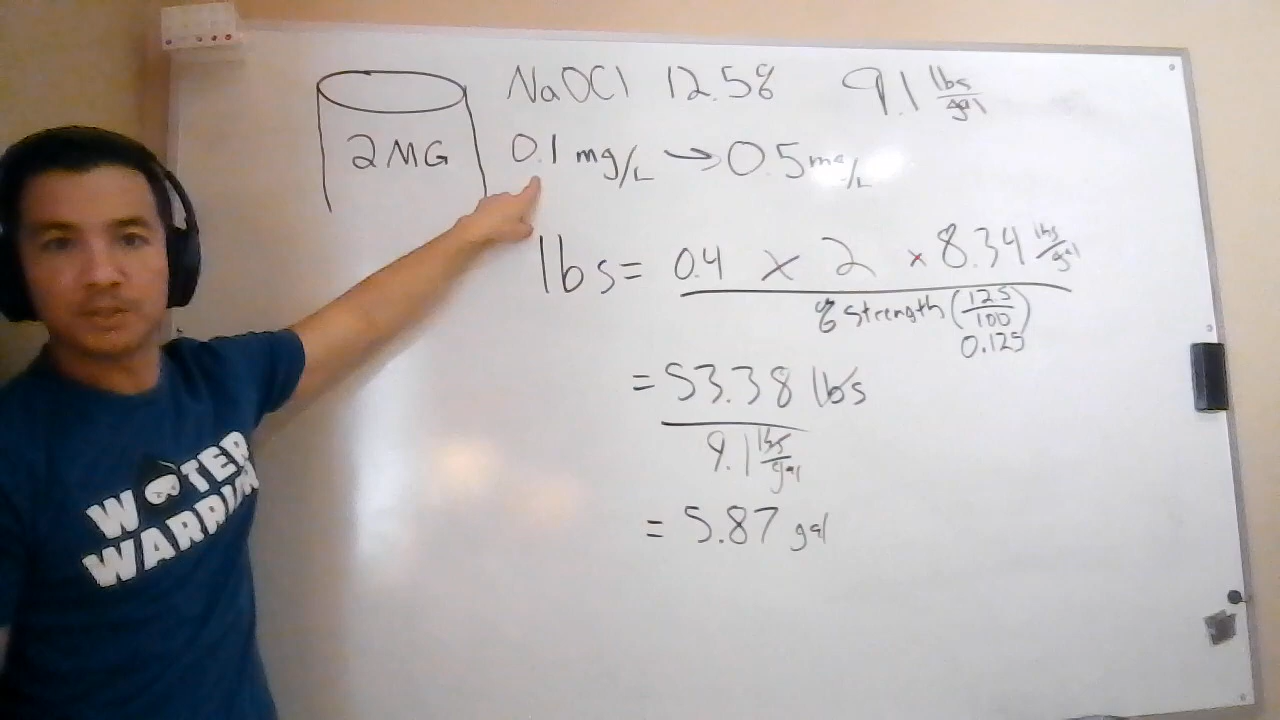 NaOCl 12.5% 9.1 lbs/gal
2MG 0.1 mg/L → 0.5 mg/L
lbs = 0.4 × 2 × 8.34 lbs/gal
% Strength (12.5/100)
0.125
= 53.38 lbs
9.1 lbs/gal
= 5.87 gal
WATER
WARRIOR